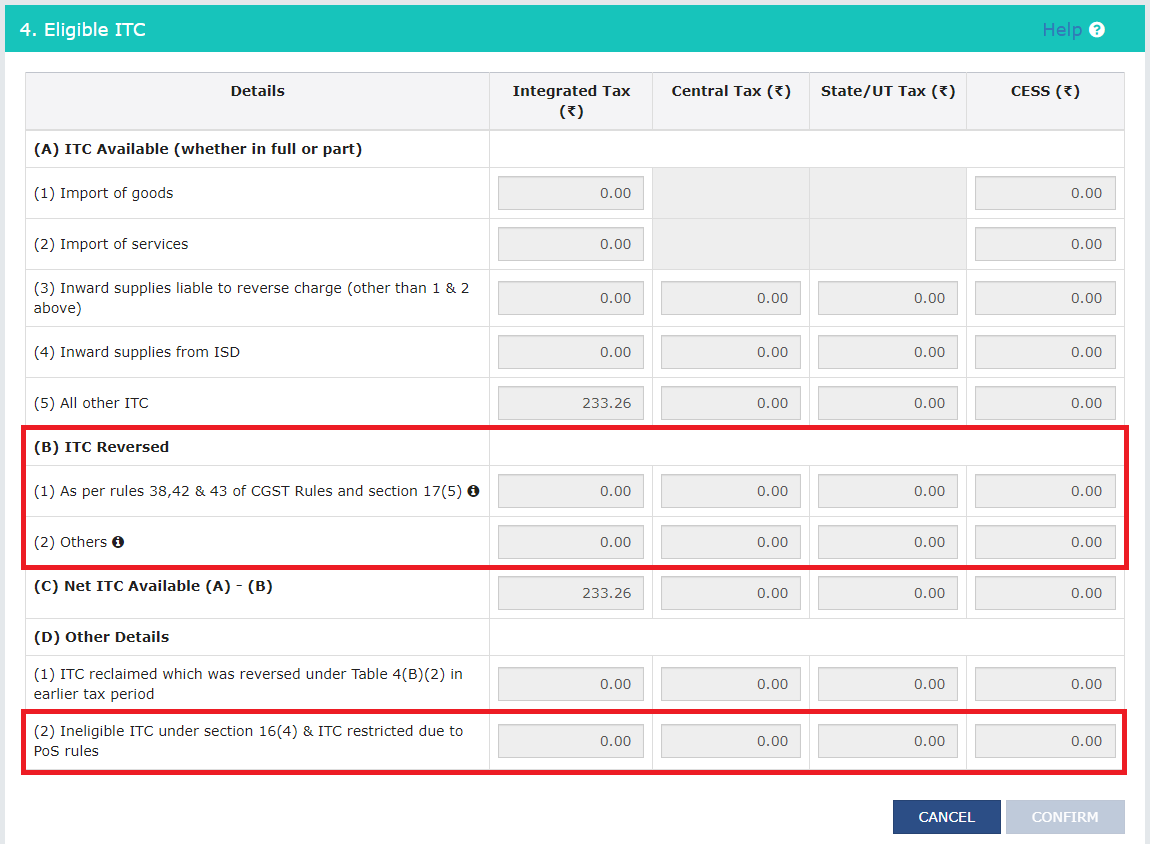 4. Eligible ITC
Help ?
Details
Integrated Tax
(₹)
Central Tax (₹)
State/UT Tax (₹)
CESS (₹)
(A) ITC Available (whether in full or part)
(1) Import of goods
0.00
0.00
(2) Import of services
0.00
0.00
(3) Inward supplies liable to reverse charge (other than 1 & 2
above)
0.00
0.00
0.00
0.00
(4) Inward supplies from ISD
0.00
0.00
0.00
0.00
(5) All other ITC
233.26
0.00
0.00
0.00
(B) ITC Reversed
(1) As per rules 38,42 & 43 of CGST Rules and section 17(5)
0.00
0.00
0.00
0.00
(2) Others
0.00
0.00
0.00
0.00
(C) Net ITC Available (A) - (B)
233.26
0.00
0.00
0.00
(D) Other Details
(1) ITC reclaimed which was reversed under Table 4(B)(2) in
earlier tax period
0.00
0.00
0.00
0.00
(2) Ineligible ITC under section 16(4) & ITC restricted due to
PoS rules
0.00
0.00
0.00
0.00
CANCEL
CONFIRM